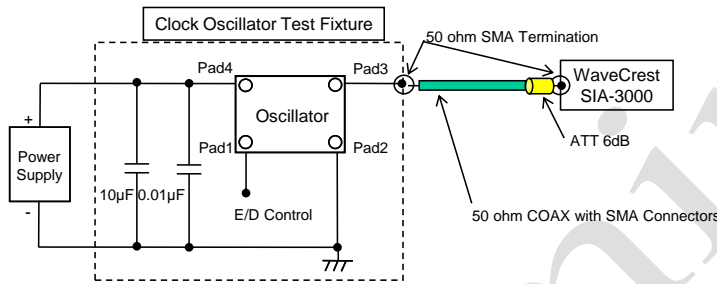 Clock Oscillator Test Fixture
50 ohm SMA Termination
Pad4
Pad3
WaveCrest
SIA-3000
Oscillator
ATT 6dB
+
Power
Supply
-
Pad1
Pad2
10µF
0.01µF
E/D Control
50 ohm COAX with SMA Connectors